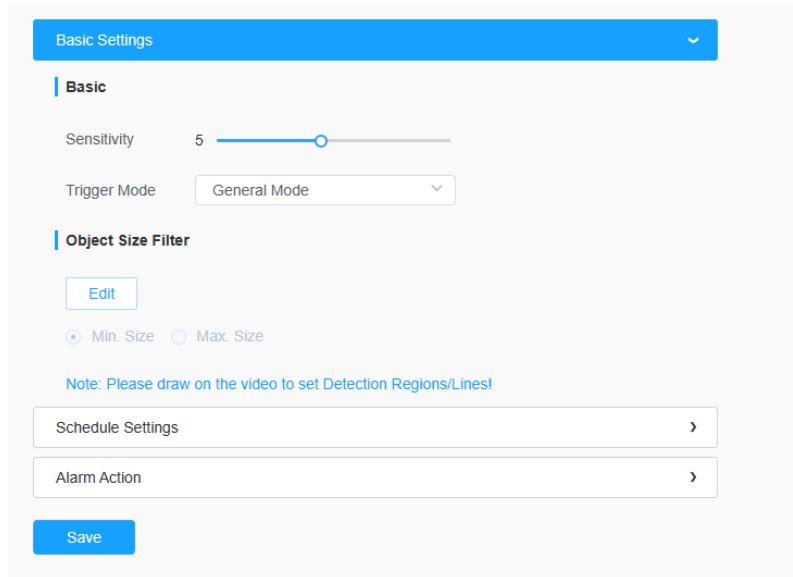 Basic Settings
Basic
Sensitivity 5
Trigger Mode General Mode
Object Size Filter
Edit
Min. Size Max. Size
Note: Please draw on the video to set Detection Regions/Lines!
Schedule Settings
Alarm Action
Save